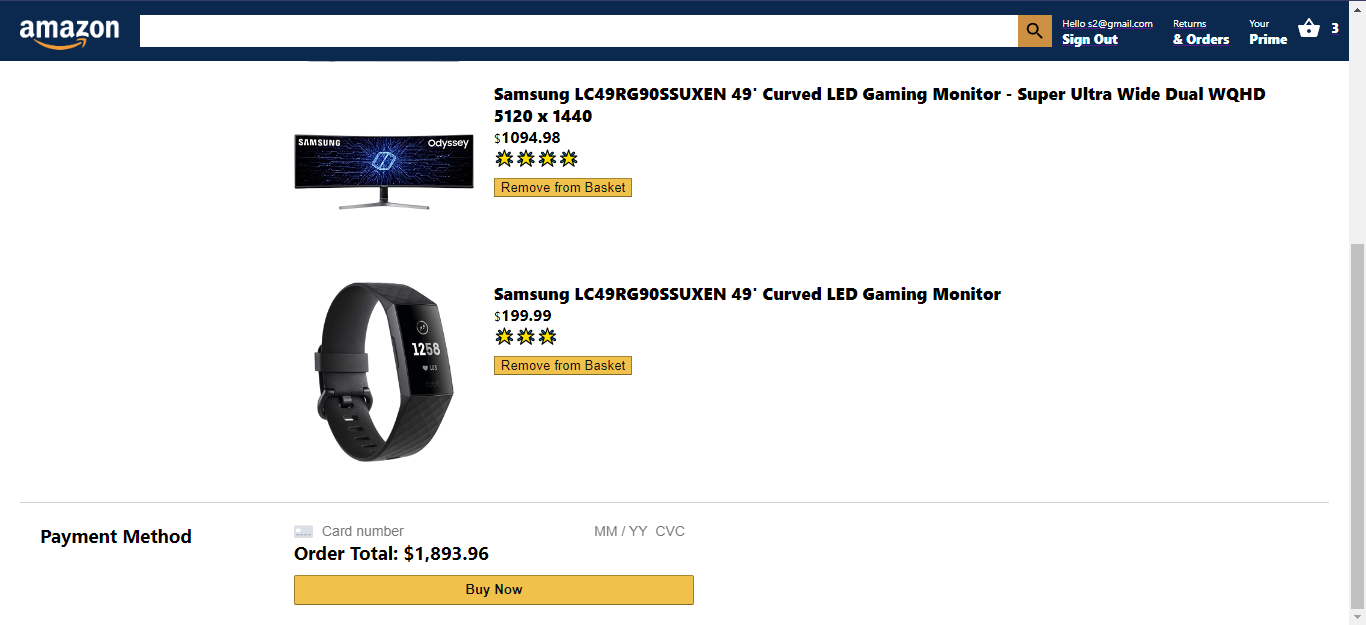 amazon
Hello s2@gmail.com
Sign Out
Returns
& Orders
Your
Prime
3
Samsung LC49RG90SSUXEN 49' Curved LED Gaming Monitor - Super Ultra Wide Dual WQHD
5120 x 1440
$1094.98
SAMSUNG
Odyssey
Remove from Basket
Samsung LC49RG90SSUXEN 49' Curved LED Gaming Monitor
$199.99
1258
Remove from Basket
Payment Method
Card number
MM / YY CVC
Order Total: $1,893.96
Buy Now